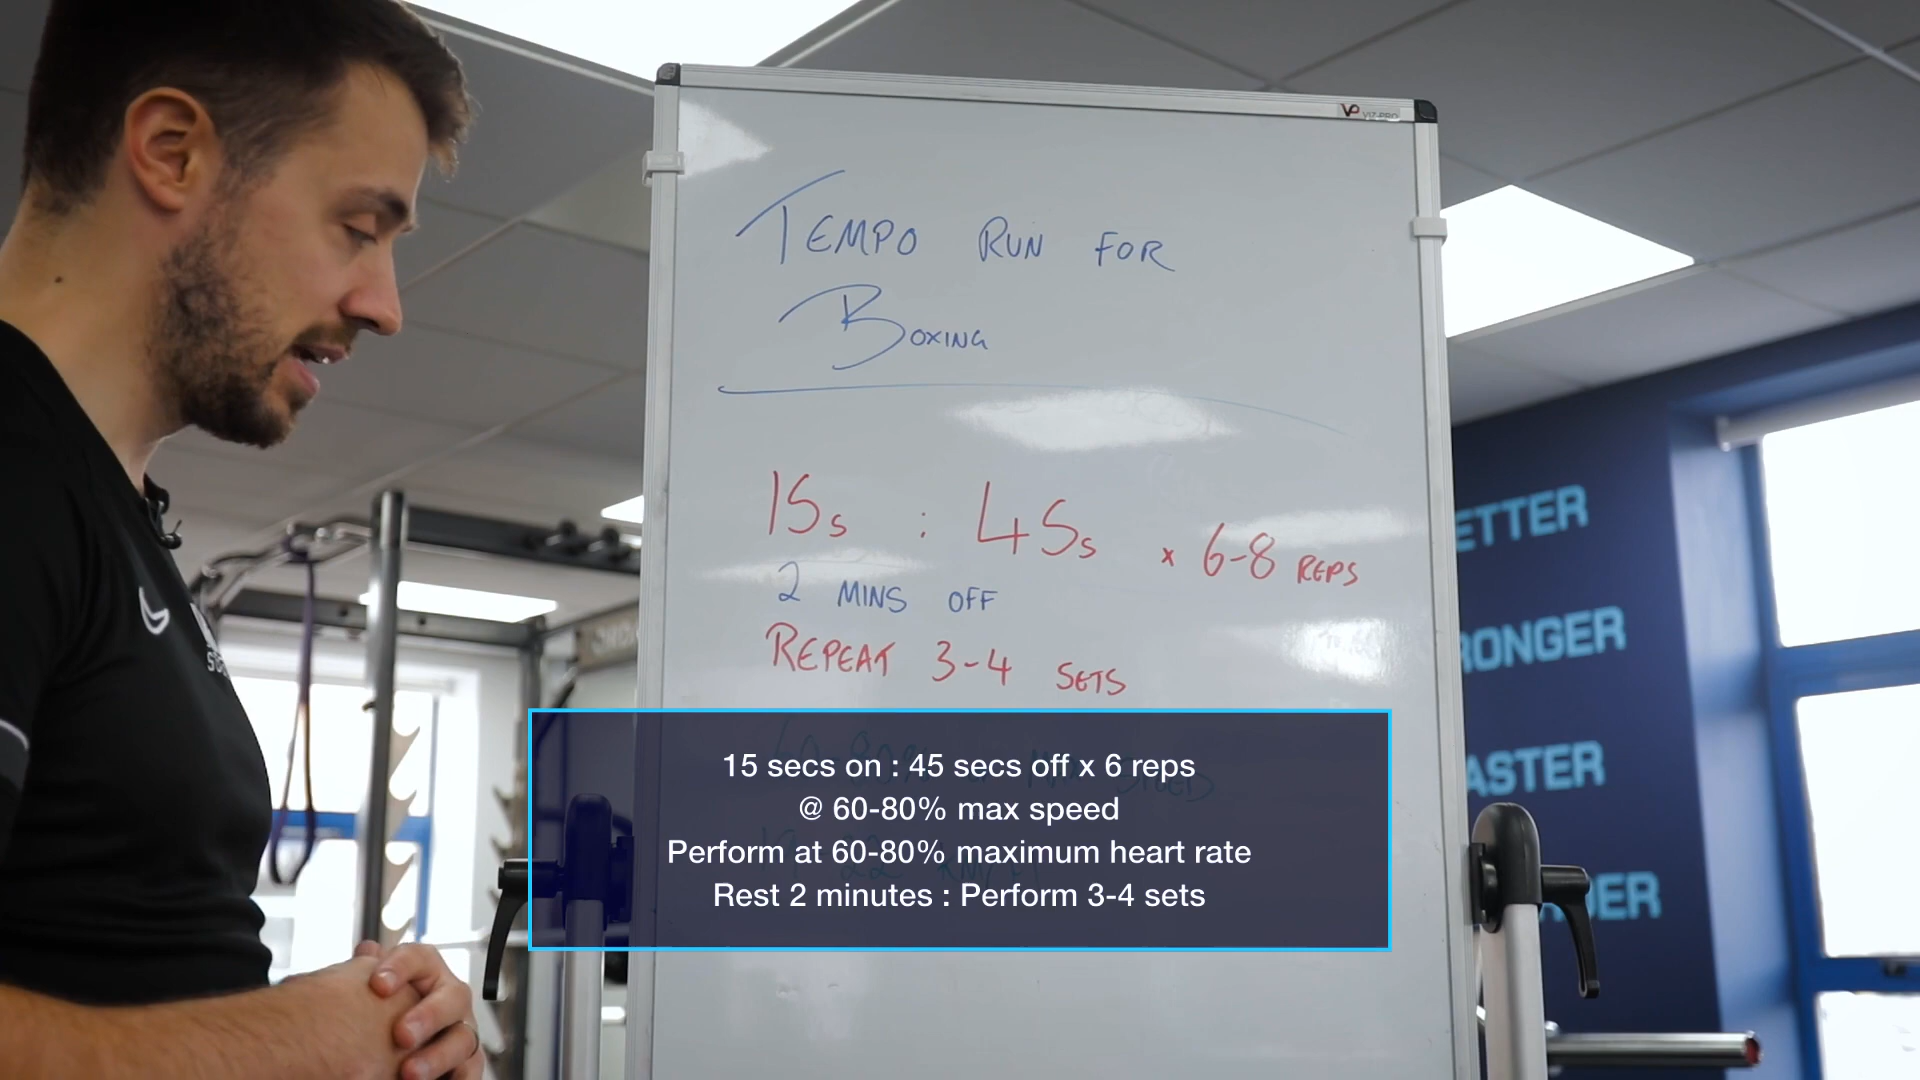 VIZ-PRO
TEMPO RUN FOR
BOXING
15s : 45s x 6-8 REPS
2 MINS OFF
REPEAT 3-4 SETS
15 secs on : 45 secs off x 6 reps
@ 60-80% max speed
Perform at 60-80% maximum heart rate
Rest 2 minutes : Perform 3-4 sets
ETTER
RONGER
ASTER